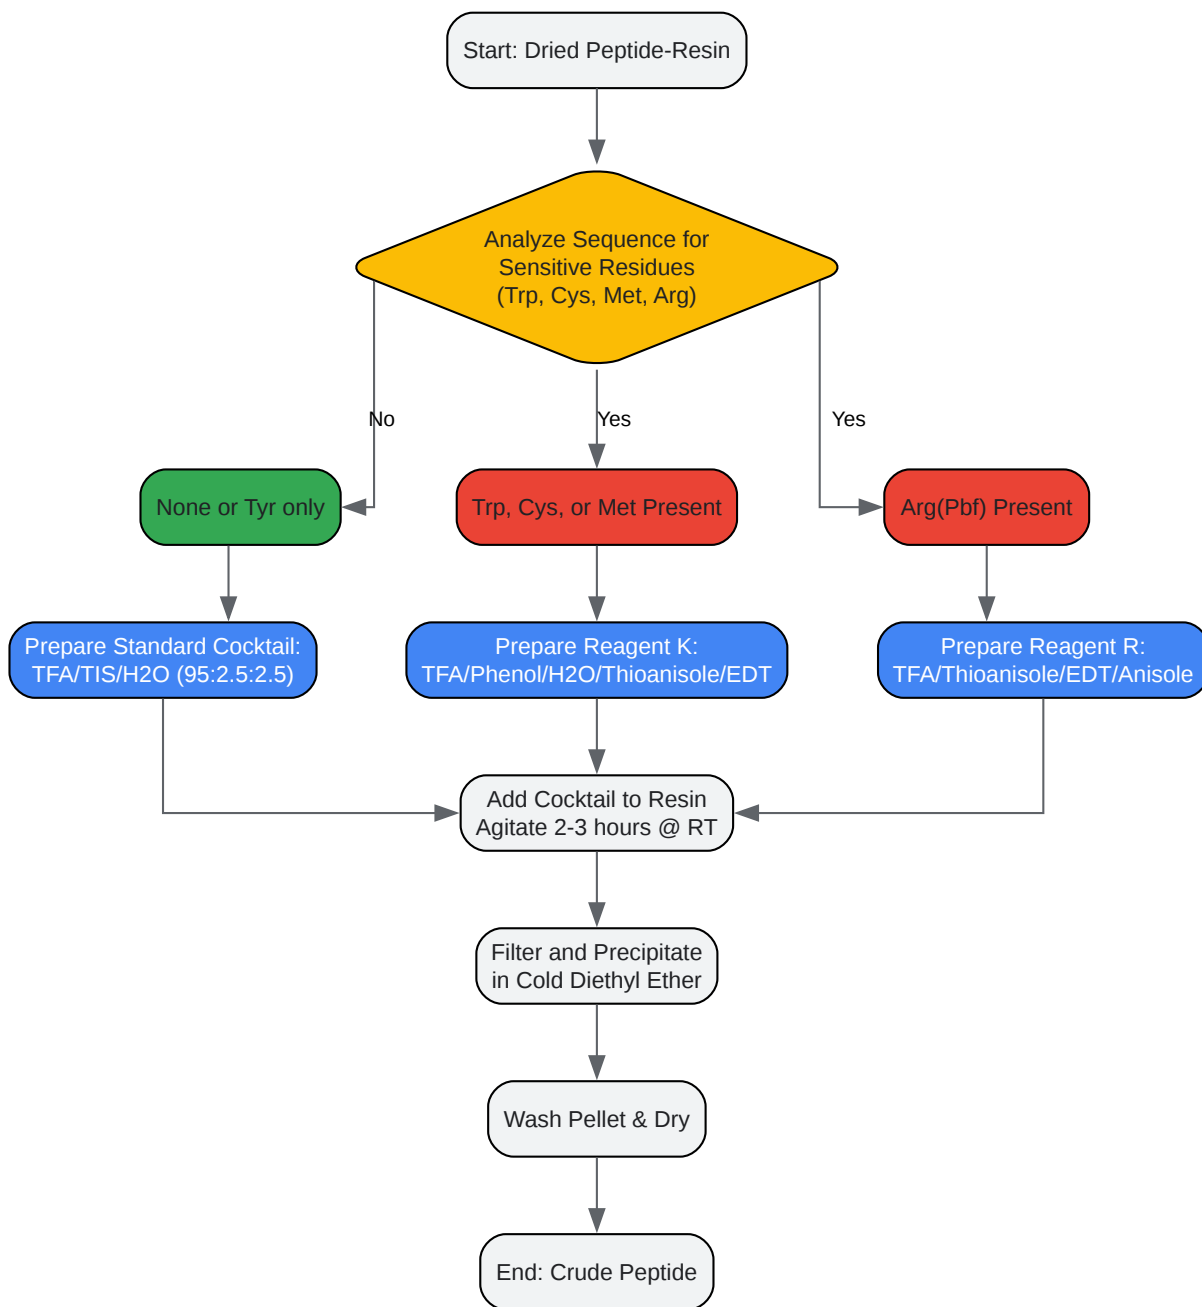 Start: Dried Peptide-Resin
Analyze Sequence for
Sensitive Residues
(Trp, Cys, Met, Arg)
No
Yes
Yes
None or Tyr only
Trp, Cys, or Met Present
Arg(Pbf) Present
Prepare Standard Cocktail:
TFA/TIS/H2O (95:2.5:2.5)
Prepare Reagent K:
TFA/Phenol/H2O/Thioanisole/EDT
Prepare Reagent R:
TFA/Thioanisole/EDT/Anisole
Add Cocktail to Resin
Agitate 2-3 hours @ RT
Filter and Precipitate
in Cold Diethyl Ether
Wash Pellet & Dry
End: Crude Peptide